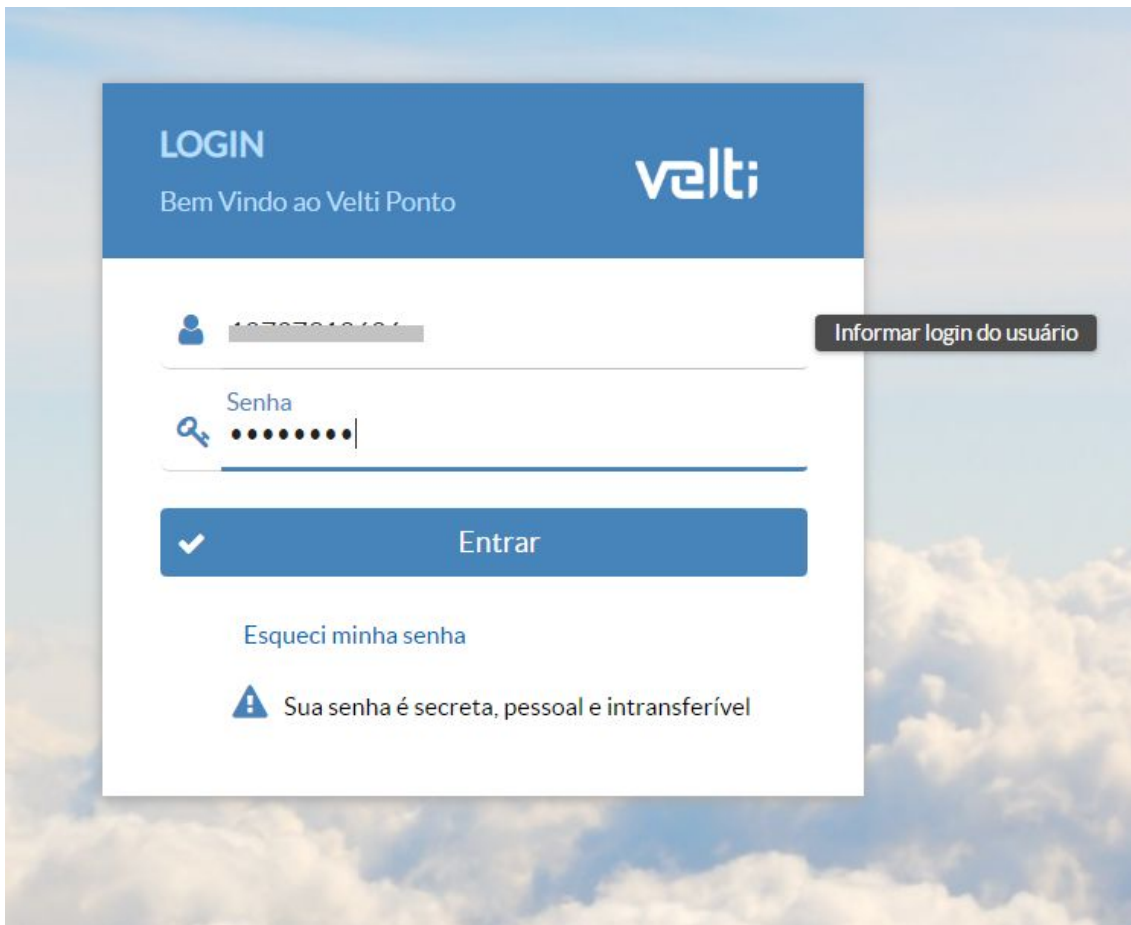 LOGIN
velti
Bem Vindo ao Velti Ponto
Informar login do usuário
Senha
Entrar
Esqueci minha senha
Sua senha é secreta, pessoal e intransferível